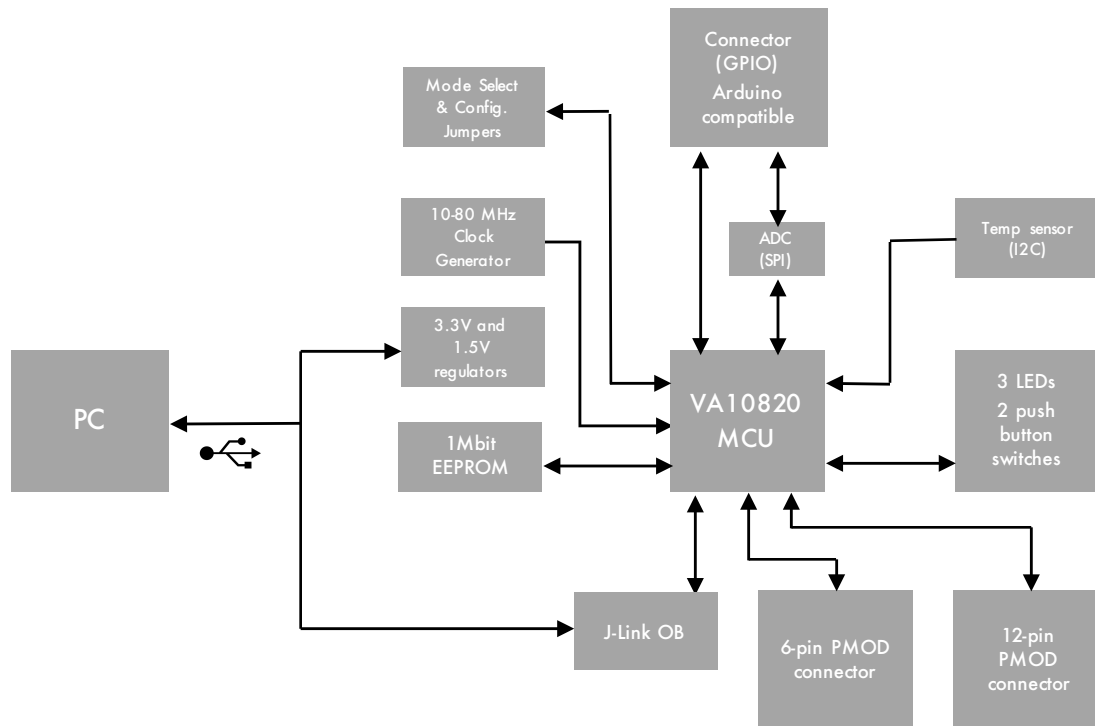 Connector
(GPIO)
Arduino
compatible
Mode Select
& Config.
Jumpers
10-80 MHz
Clock
Generator
ADC
(SPI)
Temp sensor
(I2C)
3.3V and
1.5V
regulators
PC
VA10820
MCU
3 LEDs
2 push
button
switches
1Mbit
EEPROM
J-Link OB
6-pin PMOD
connector
12-pin
PMOD
connector